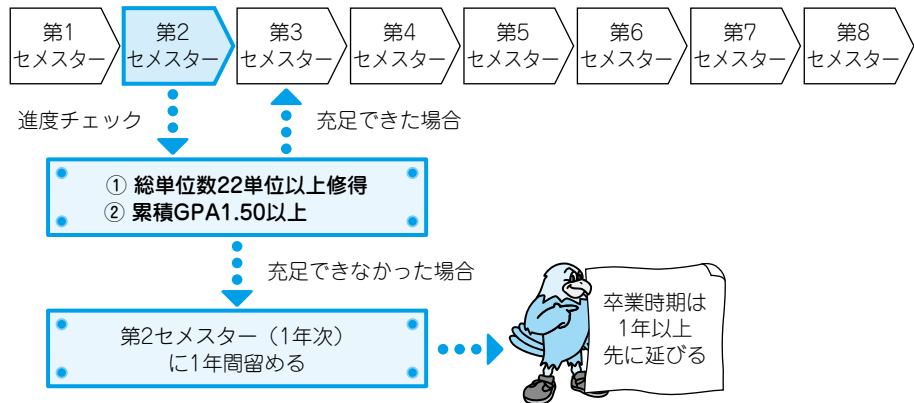 第1
セメスター
第2
セメスター
第3
セメスター
第4
セメスター
第5
セメスター
第6
セメスター
第7
セメスター
第8
セメスター
進度チェック
充足できた場合
① 総単位数22単位以上修得
② 累積GPA1.50以上
充足できなかった場合
第2セメスター（1年次）
に1年間留める
卒業時期は
1年以上
先に延びる